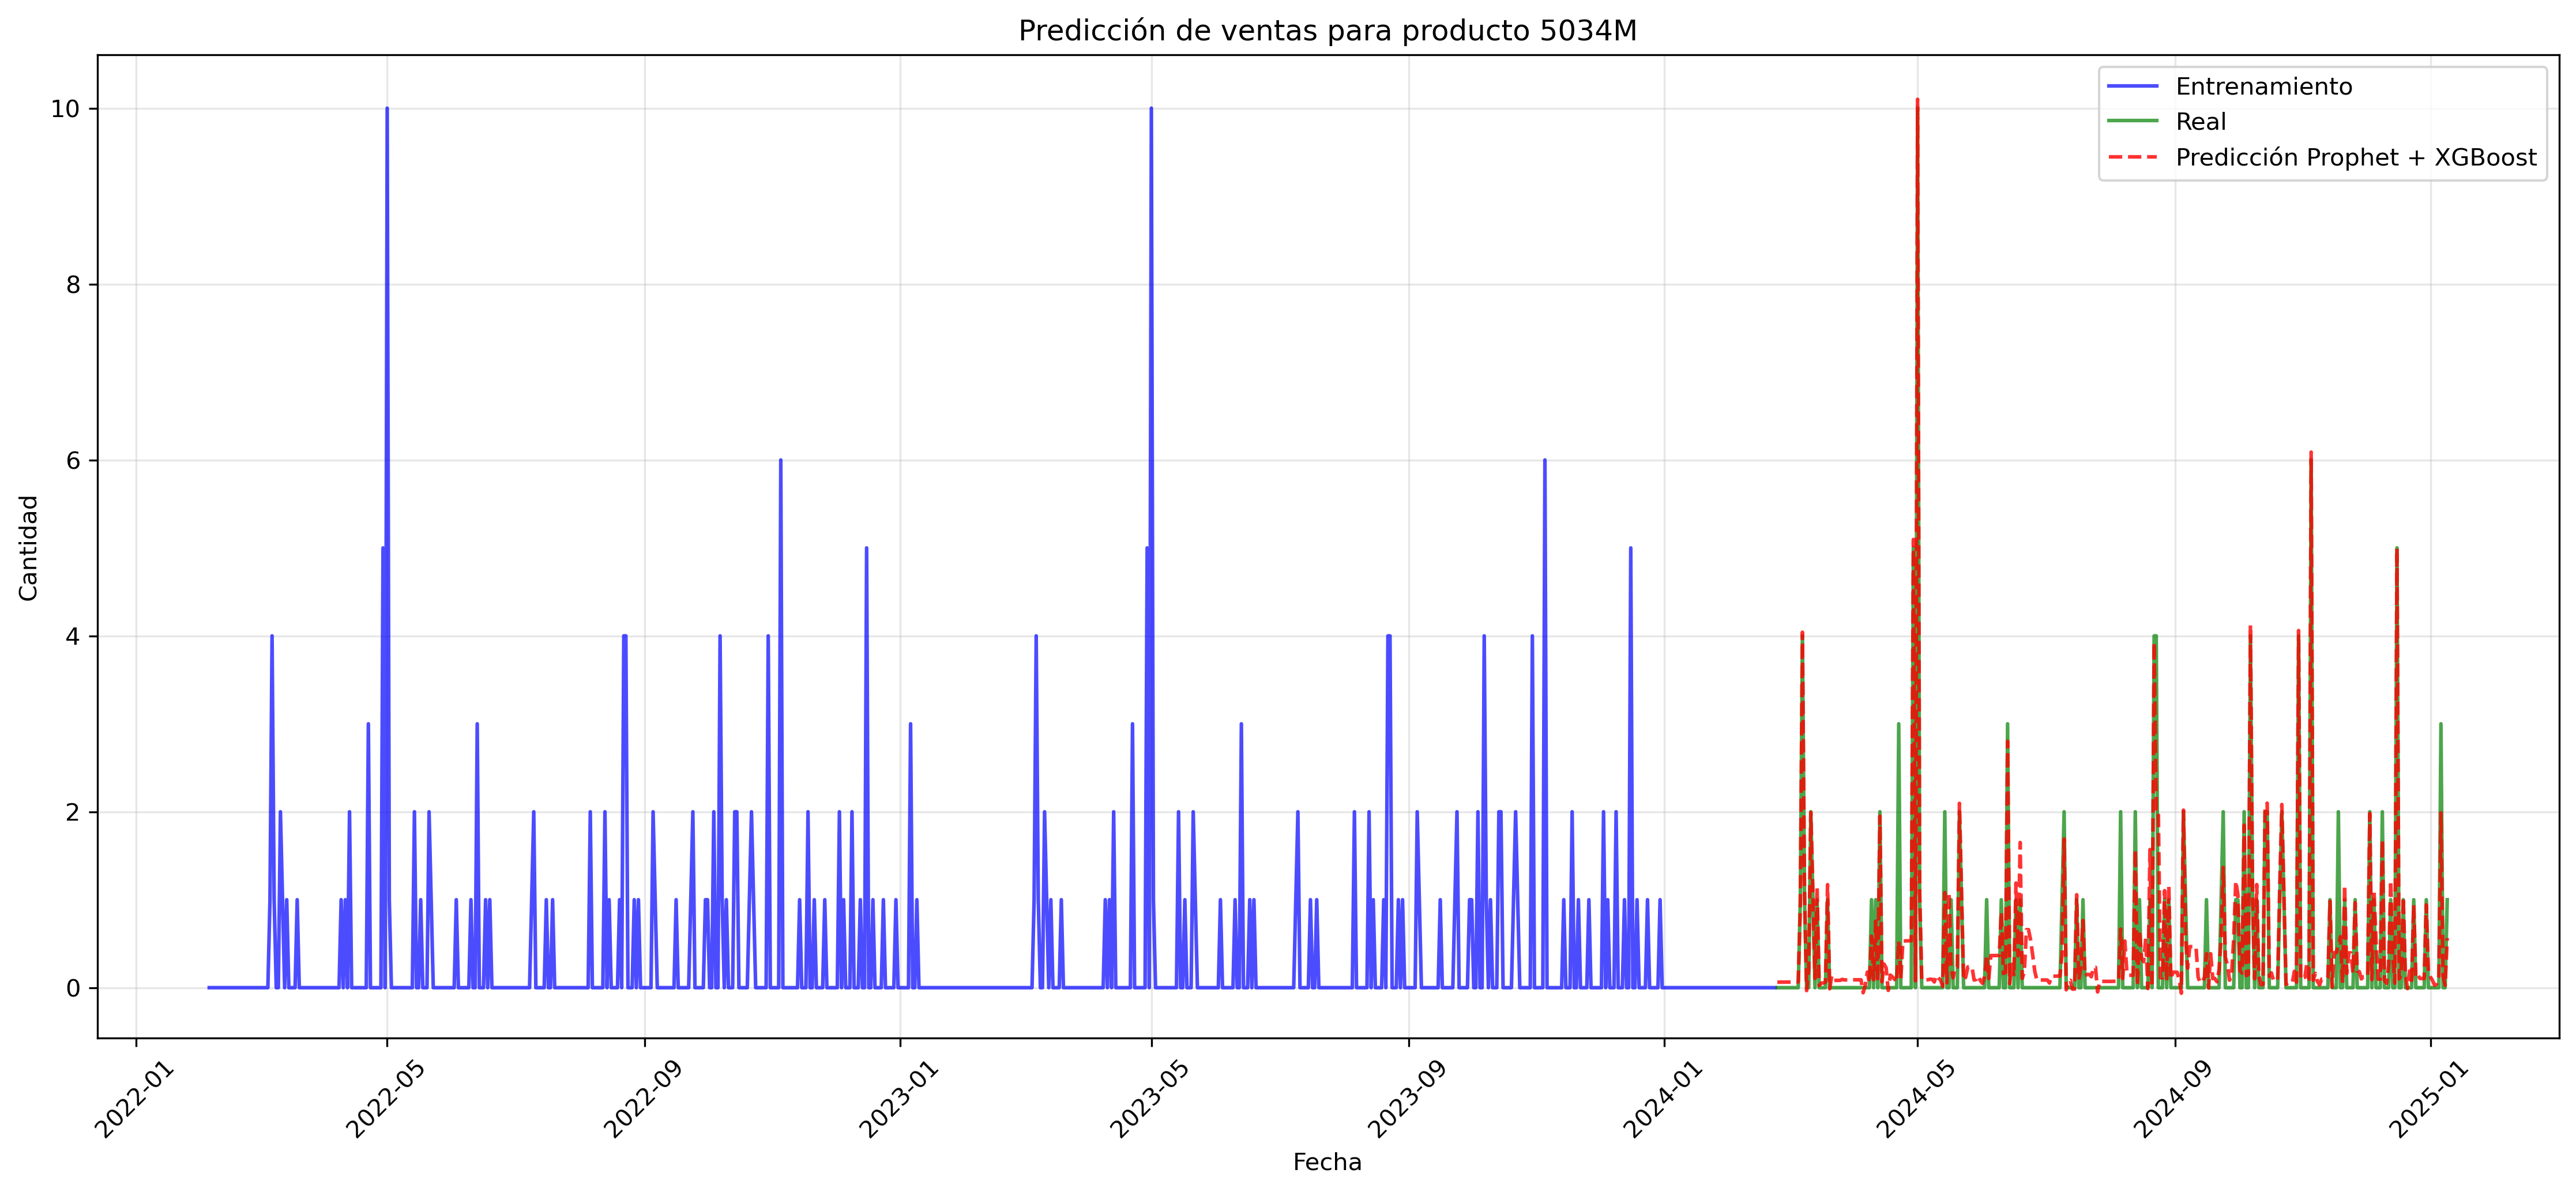 Predicción de ventas para producto 5034M
Entrenamiento
Real
Predicción Prophet + XGBoost
Cantidad
10
8
6
4
2
0
2022-01
2022-05
2022-09
2023-01
2023-05
2023-09
2024-01
2024-05
2024-09
2025-01
Fecha